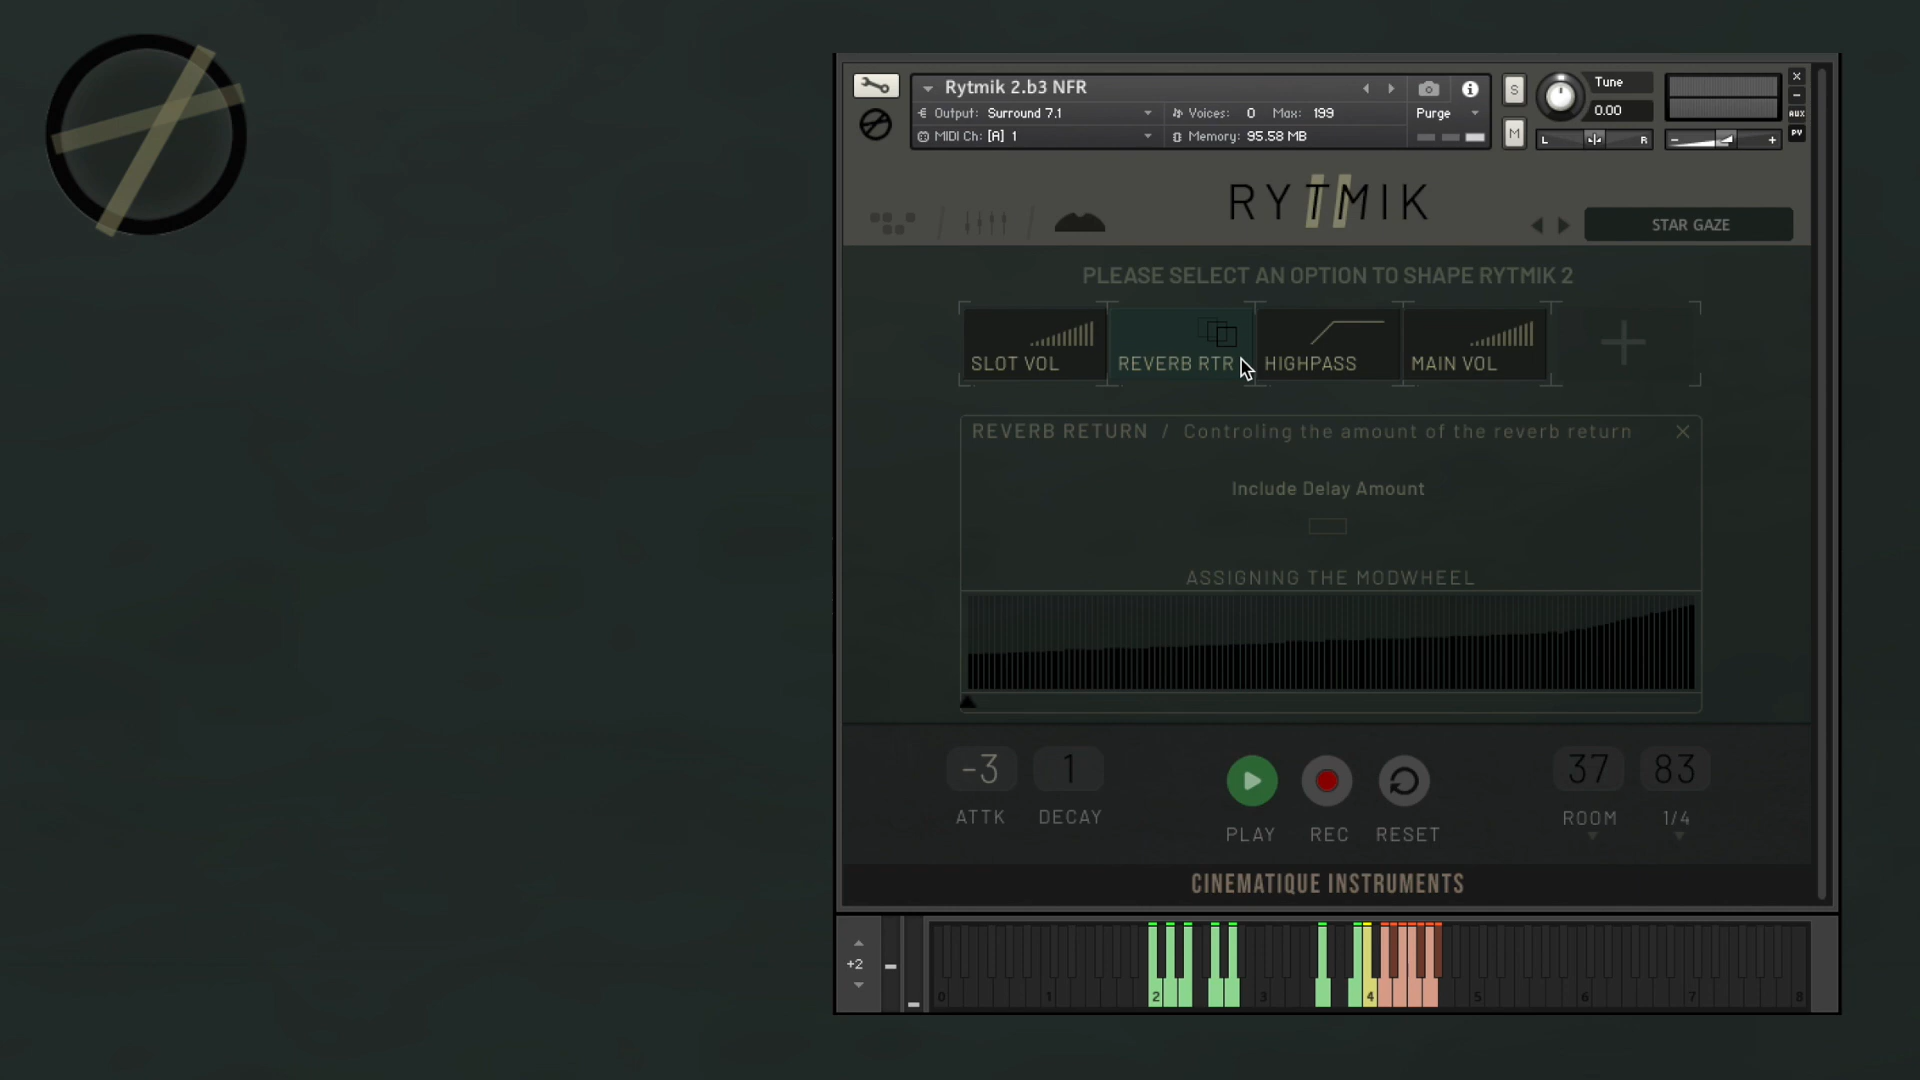 Rytmik 2.b3 NFR
Output: Surround 7.1
Voices: 0 Max: 199
Purge
MIDI Ch: [A] 1
Memory: 95.58 MB
S
M
Tune
0.00
L R
- +
AUX
PV
RYTMIK
STAR GAZE
PLEASE SELECT AN OPTION TO SHAPE RYTMIK 2
SLOT VOL
REVERB RTR
HIGHPASS
MAIN VOL
REVERB RETURN / Controling the amount of the reverb return
Include Delay Amount
ASSIGNING THE MODWHEEL
-3 1 37 83
ATTK DECAY PLAY REC RESET ROOM 1/4
CINEMATIQUE INSTRUMENTS
+2
0 1 2 3 4 5 6 7 8